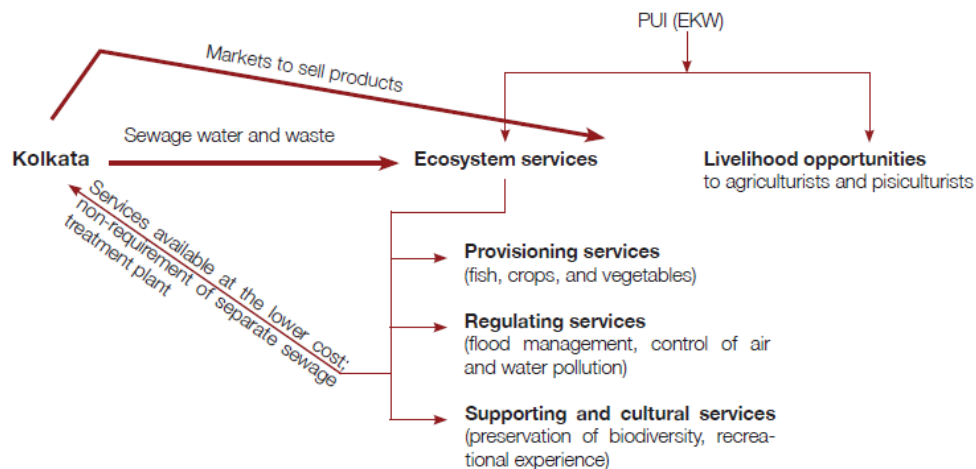 PUI (EKW)
Markets to sell products
Sewage water and waste
Kolkata
Ecosystem services
Livelihood opportunities
to agriculturists and pisiculturists
Services available at the lower cost;
non-requirement of separate sewage
treatment plant
Provisioning services
(fish, crops, and vegetables)
Regulating services
(flood management, control of air
and water pollution)
Supporting and cultural services
(preservation of biodiversity, recrea-
tional experience)